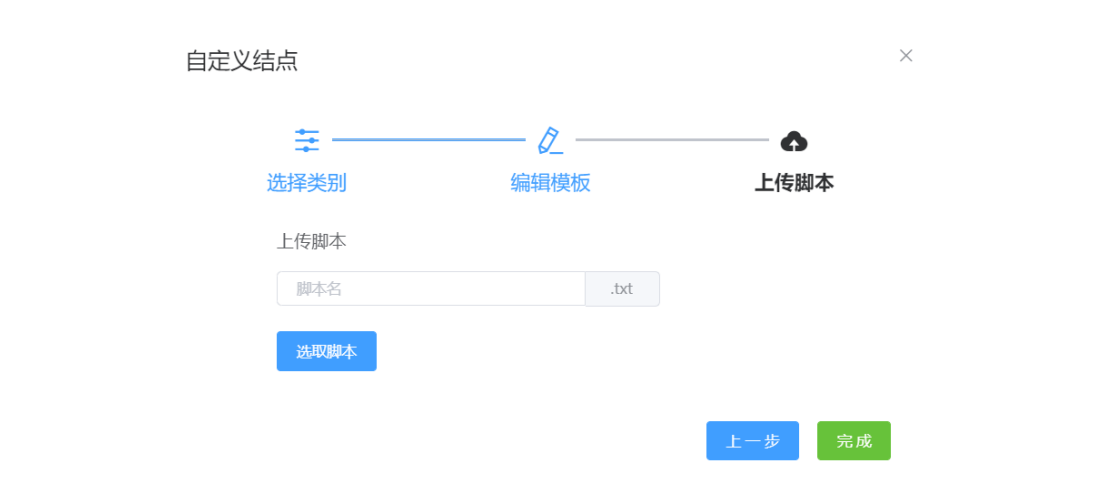 自定义结点
选择类别 编辑模板 上传脚本
上传脚本
脚本名 .txt
选取脚本
上一步 完成